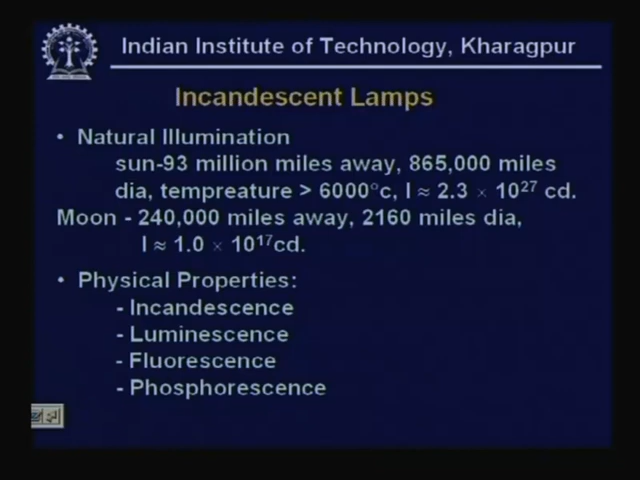 Indian Institute of Technology, Kharagpur
Incandescent Lamps
• Natural Illumination
sun-93 million miles away, 865,000 miles
dia, tempreature > 6000°c, I ≈ 2.3 × 10²⁷ cd.
Moon - 240,000 miles away, 2160 miles dia,
I ≈ 1.0 × 10¹⁷cd.
• Physical Properties:
- Incandescence
- Luminescence
- Fluorescence
- Phosphorescence